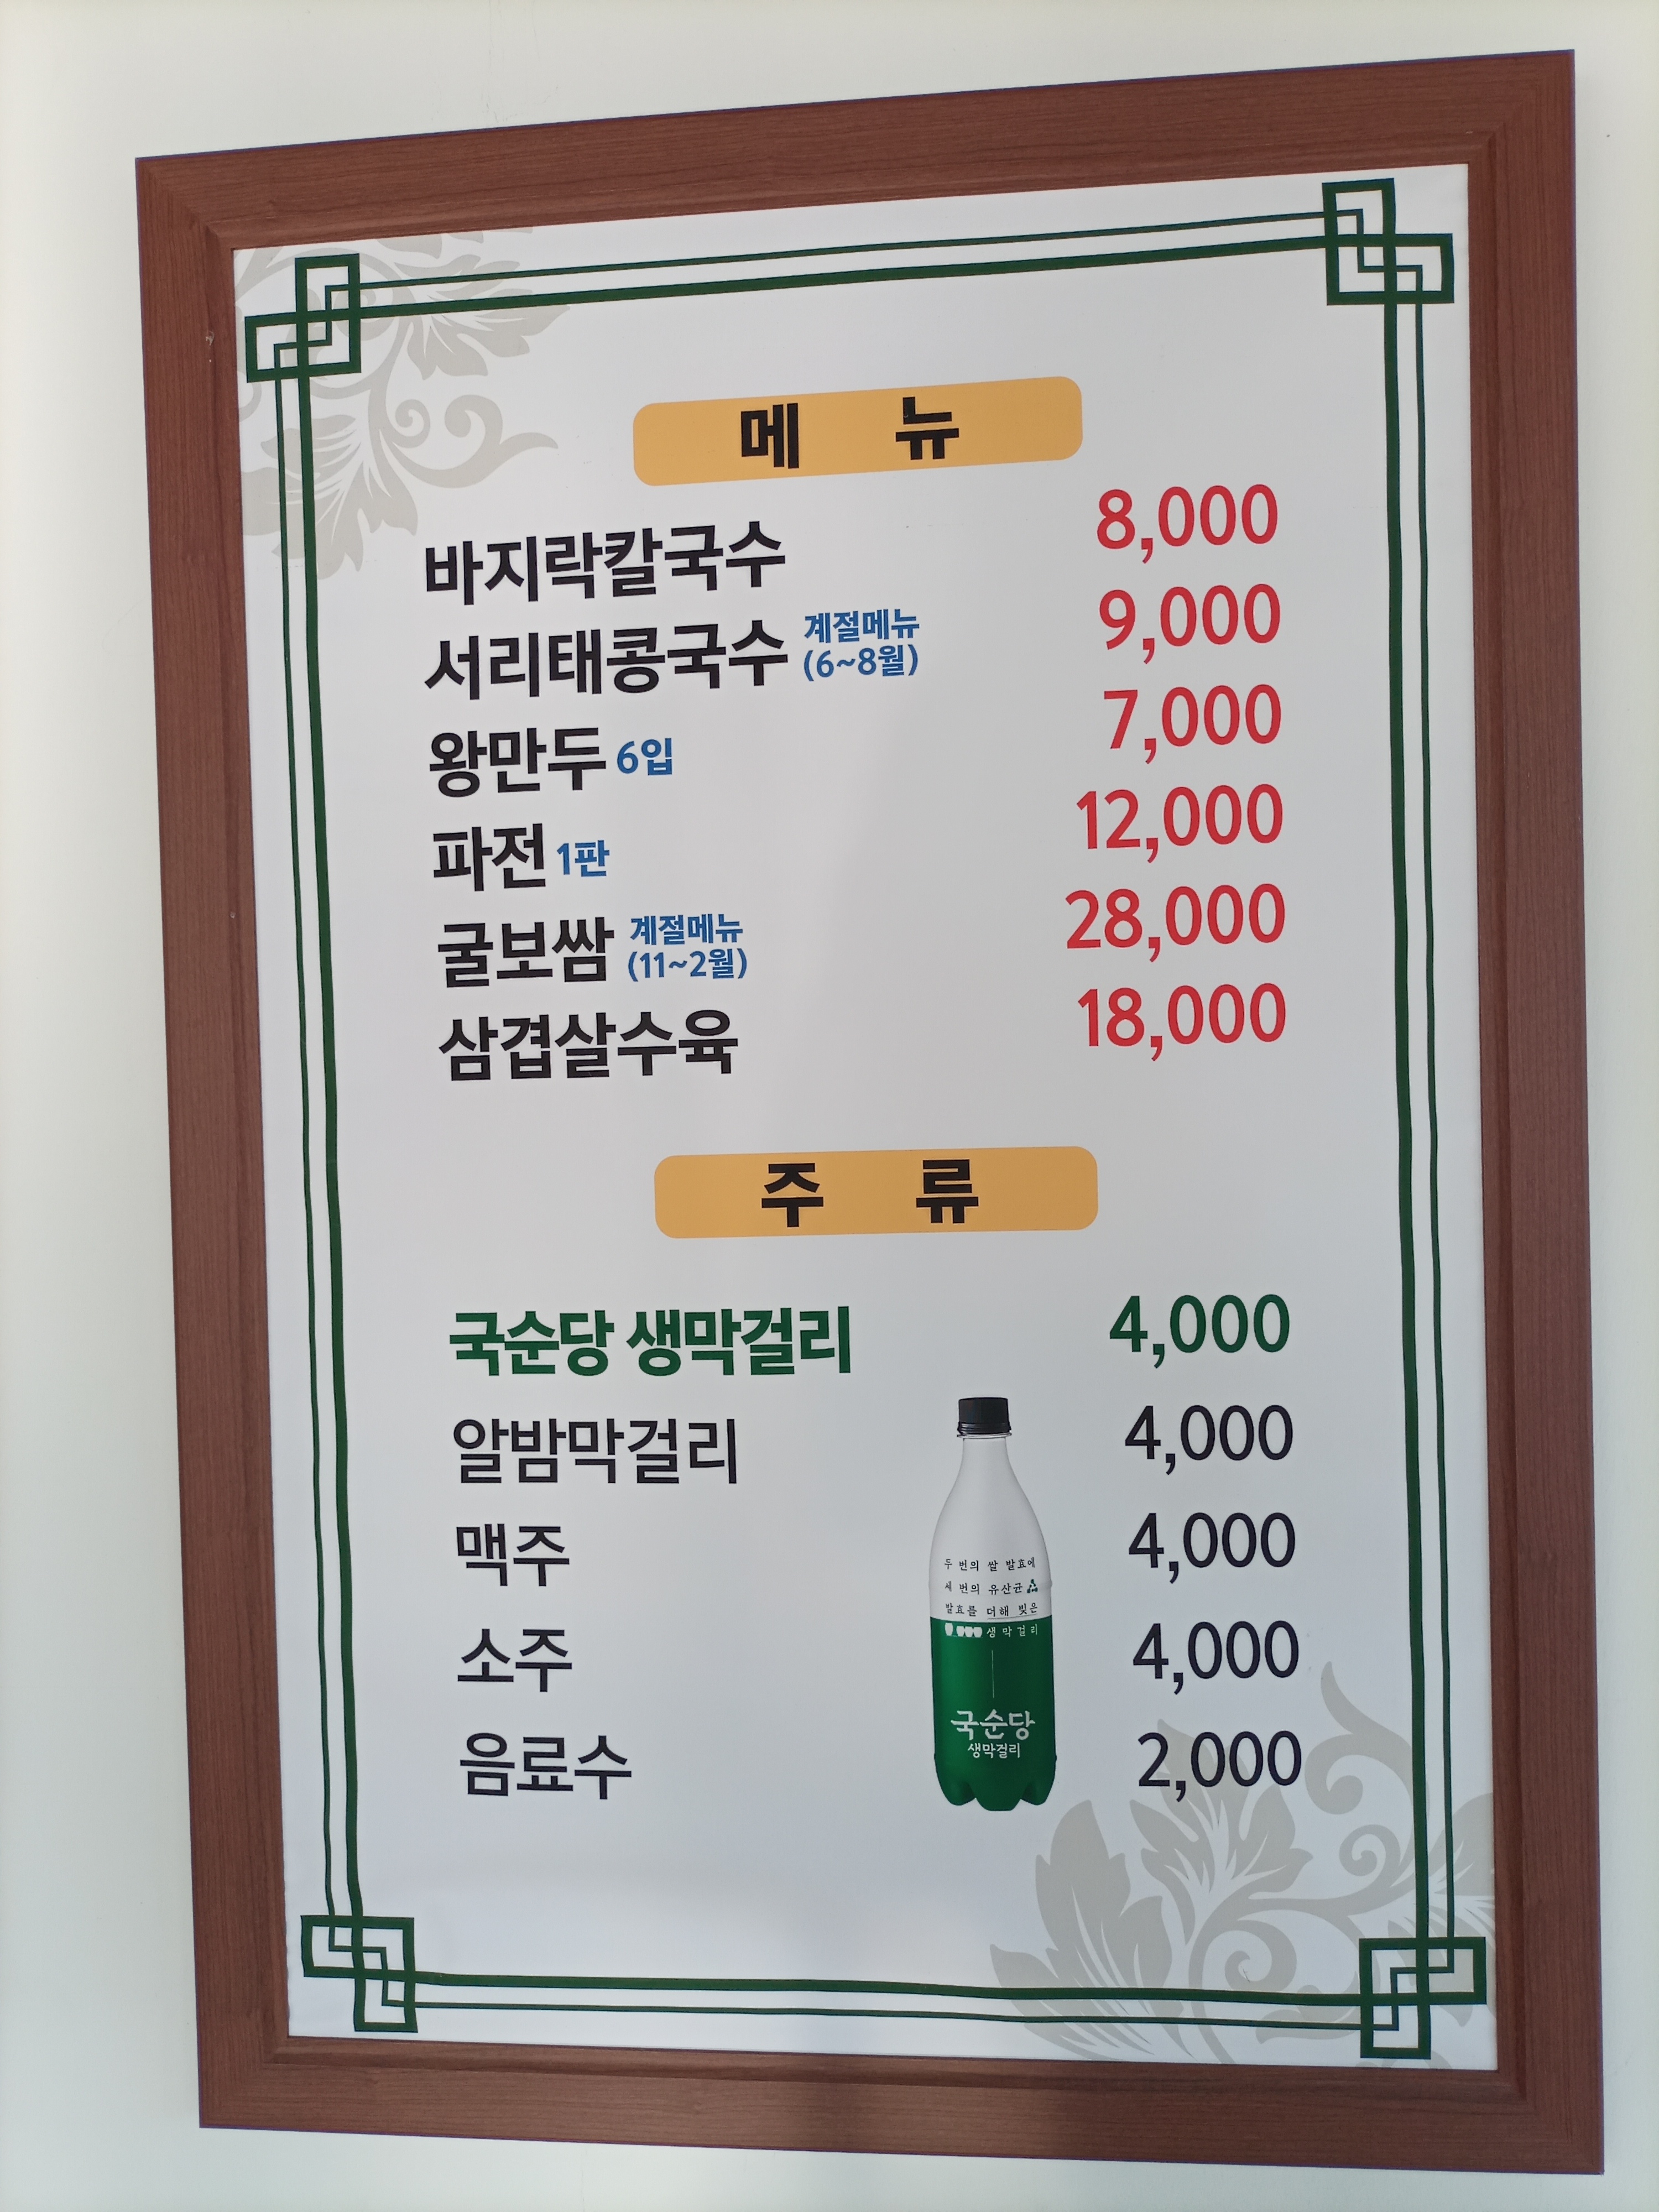 메 뉴
바지락칼국수 8,000
서리태콩국수 계절메뉴 (6~8월) 9,000
왕만두 6입 7,000
파전 1판 12,000
굴보쌈 계절메뉴 (11~2월) 28,000
삼겹살수육 18,000
주 류
국순당 생막걸리 4,000
알밤막걸리 4,000
맥주 4,000
소주 4,000
음료수 2,000
두 번의 쌀 발효에
세 번의 유산균
발효를 더해 빚은
생막걸리
국순당
생막걸리